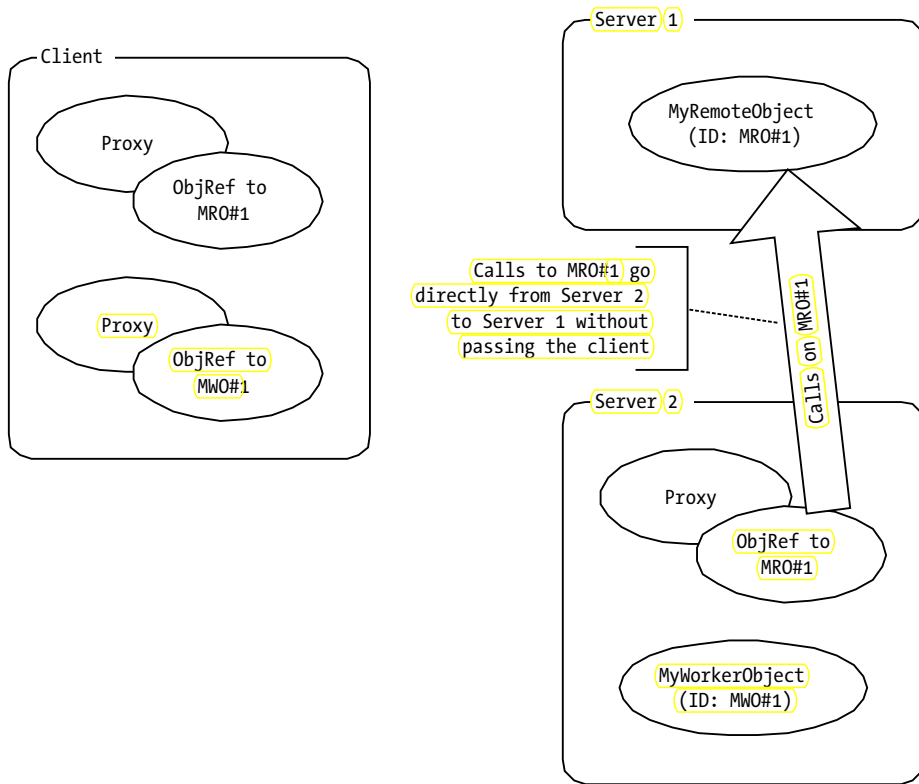 Client
Proxy
ObjRef to
MRO#1
Proxy
ObjRef to
MWO#1
Server 1
MyRemoteObject
(ID: MRO#1)
Calls to MRO#1 go
directly from Server 2
to Server 1 without
passing the client
Calls on MRO#1
Server 2
Proxy
ObjRef to
MRO#1
MyWorkerObject
(ID: MWO#1)